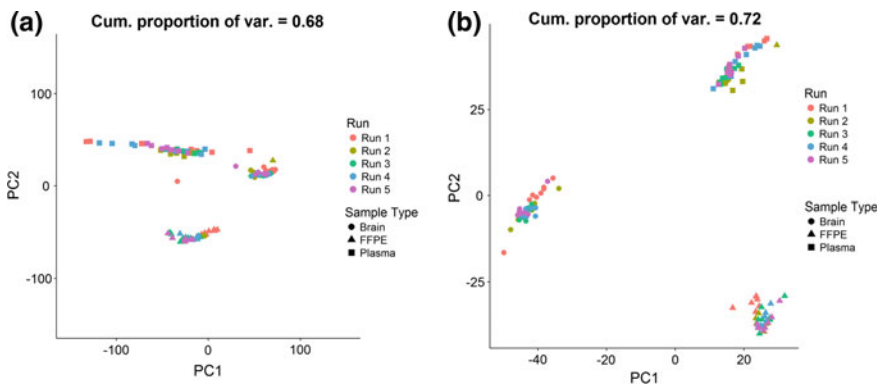 (a)
Cum. proportion of var. = 0.68
100
0
-100
PC2
-100
0
100
PC1
Run
Run 1
Run 2
Run 3
Run 4
Run 5
Sample Type
Brain
FFPE
Plasma
(b)
Cum. proportion of var. = 0.72
25
0
-25
PC2
-40
-20
0
20
PC1
Run
Run 1
Run 2
Run 3
Run 4
Run 5
Sample Type
Brain
FFPE
Plasma